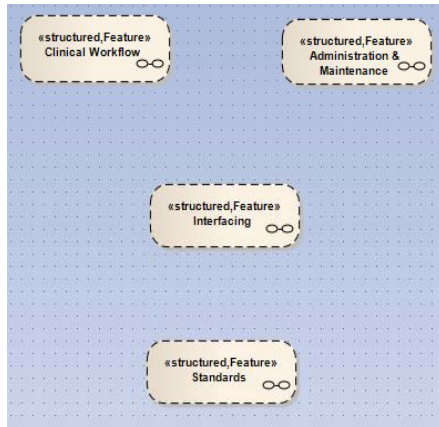 «structured,Feature»
Clinical Workflow
«structured,Feature»
Administration &
Maintenance
«structured,Feature»
Interfacing
«structured,Feature»
Standards